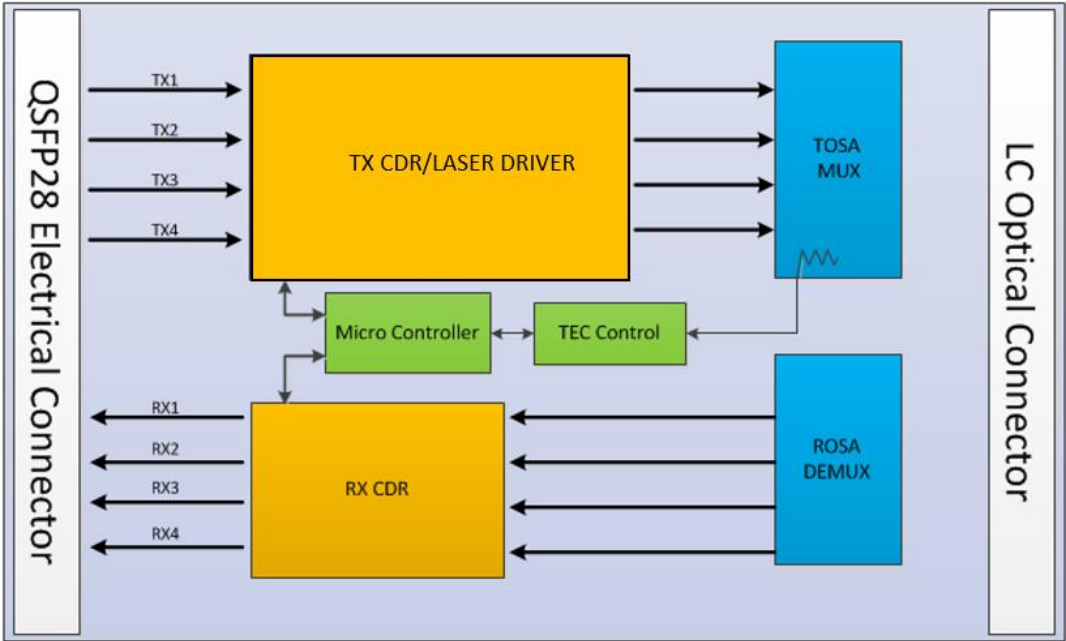 QSFP28 Electrical Connector
TX1
TX2
TX3
TX4
TX CDR/LASER DRIVER
TOSA
MUX
Micro Controller
TEC Control
RX1
RX2
RX3
RX4
RX CDR
ROSA
DEMUX
LC Optical Connector